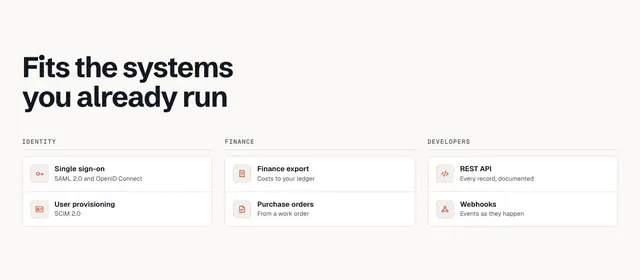 Fits the systems
you already run
IDENTITY
Single sign-on
SAML 2.0 and OpenID Connect
User provisioning
SCIM 2.0
FINANCE
Finance export
Costs to your ledger
Purchase orders
From a work order
DEVELOPERS
REST API
Every record, documented
Webhooks
Events as they happen